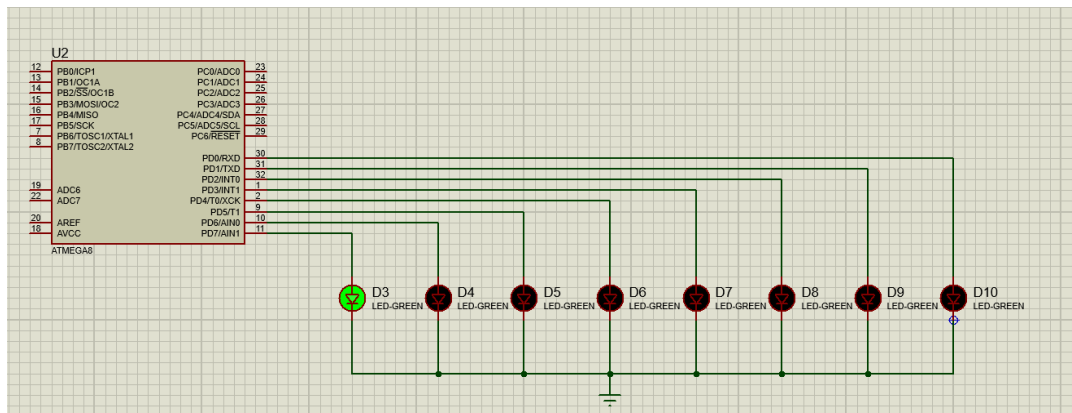 U2
12 PB0/ICP1 PC0/ADC0 23
13 PB1/OC1A PC1/ADC1 24
14 PB2/SS/OC1B PC2/ADC2 25
15 PB3/MOSI/OC2 PC3/ADC3 26
16 PB4/MISO PC4/ADC4/SDA 27
17 PB5/SCK PC5/ADC5/SCL 28
7 PB6/TOSC1/XTAL1 PC6/RESET 29
8 PB7/TOSC2/XTAL2
PD0/RXD 30
PD1/TXD 31
PD2/INT0 32
19 ADC6 PD3/INT1 1
22 ADC7 PD4/T0/XCK 2
PD5/T1 9
20 AREF PD6/AIN0 10
18 AVCC PD7/AIN1 11
ATMEGA8
D3 D4 D5 D6 D7 D8 D9 D10
LED-GREEN LED-GREEN LED-GREEN LED-GREEN LED-GREEN LED-GREEN LED-GREEN LED-GREEN